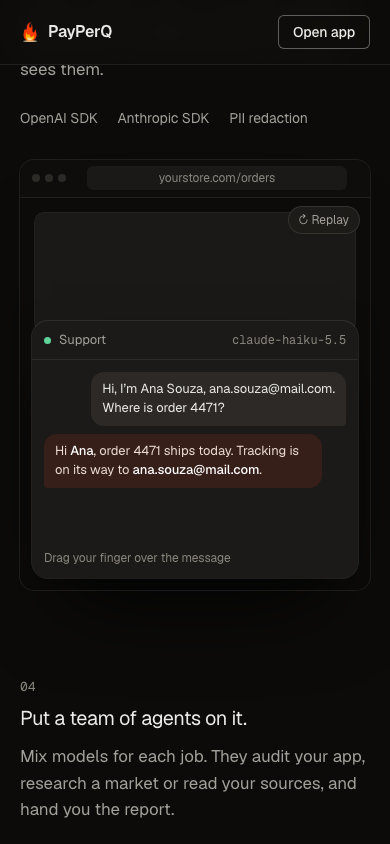 PayPerQ
Open app
sees them.
OpenAI SDK
Anthropic SDK
PII redaction
yourstore.com/orders
Replay
Support
claude-haiku-5.5
Hi, I'm Ana Souza, ana.souza@mail.com.
Where is order 4471?
Hi Ana, order 4471 ships today. Tracking is
on its way to ana.souza@mail.com.
Drag your finger over the message
04
Put a team of agents on it.
Mix models for each job. They audit your app,
research a market or read your sources, and
hand you the report.